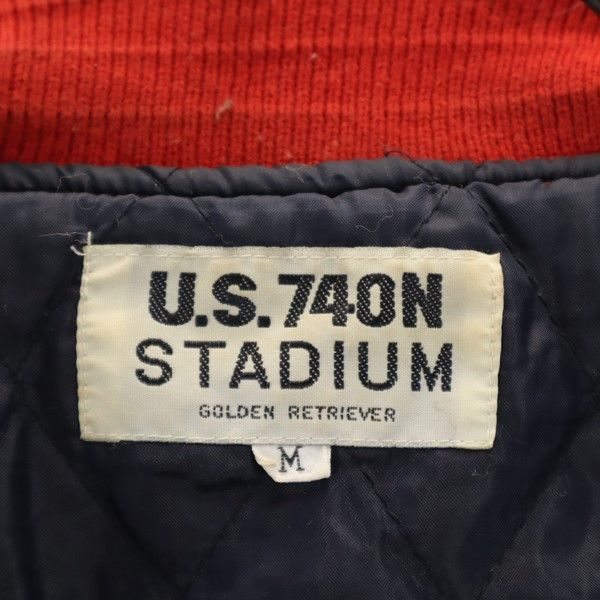 U.S.740N
STADIUM
GOLDEN RETRIEVER
M